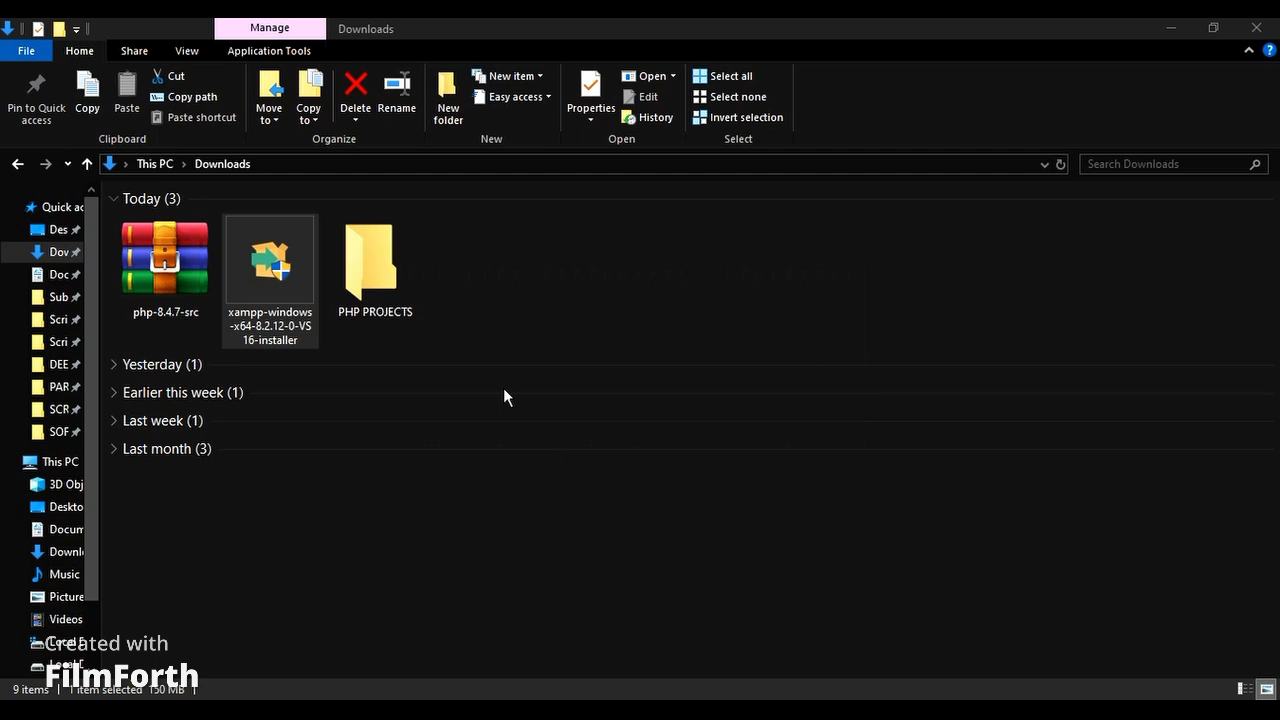 Manage
Downloads
File
Home
Share
View
Application Tools
Pin to Quick
access
Copy
Paste
Cut
Copy path
Paste shortcut
Move
to
Copy
to
Delete
Rename
New
folder
New item
Easy access
Properties
Open
Edit
History
Select all
Select none
Invert selection
Clipboard
Organize
New
Open
Select
This PC
Downloads
Search Downloads
Quick ac
Des
Dov
Doc
Sub
Scri
Scri
DEE
PAR
SCR
SOF
This PC
3D Obj
Deskto
Docum
Downl
Music
Picture
Videos
Local D
Local D
Today (3)
php-8.4.7-src
xampp-windows
-x64-8.2.12-0-VS
16-installer
PHP PROJECTS
Yesterday (1)
Earlier this week (1)
Last week (1)
Last month (3)
Created with
FilmForth
9 items
1 item selected 150 MB